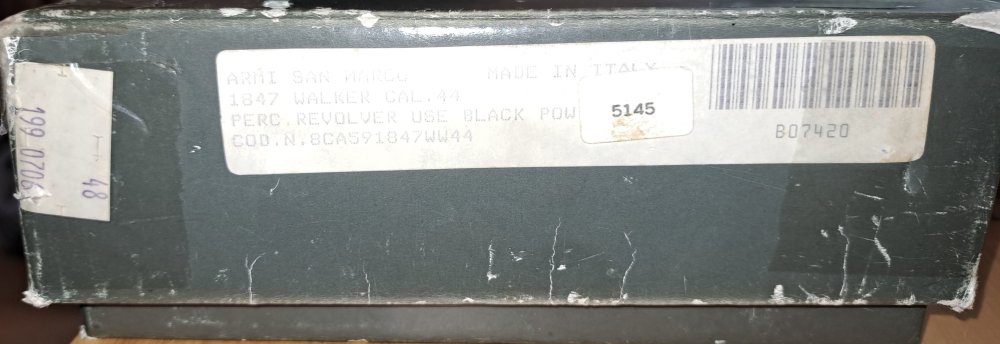 ARMI SAN MARCO MADE IN ITALY
1847 WALKER CAL.44
PERC.REVOLVER USE BLACK POW
COD.N.8CA591847WW44
5145
B07420
199 0706
48